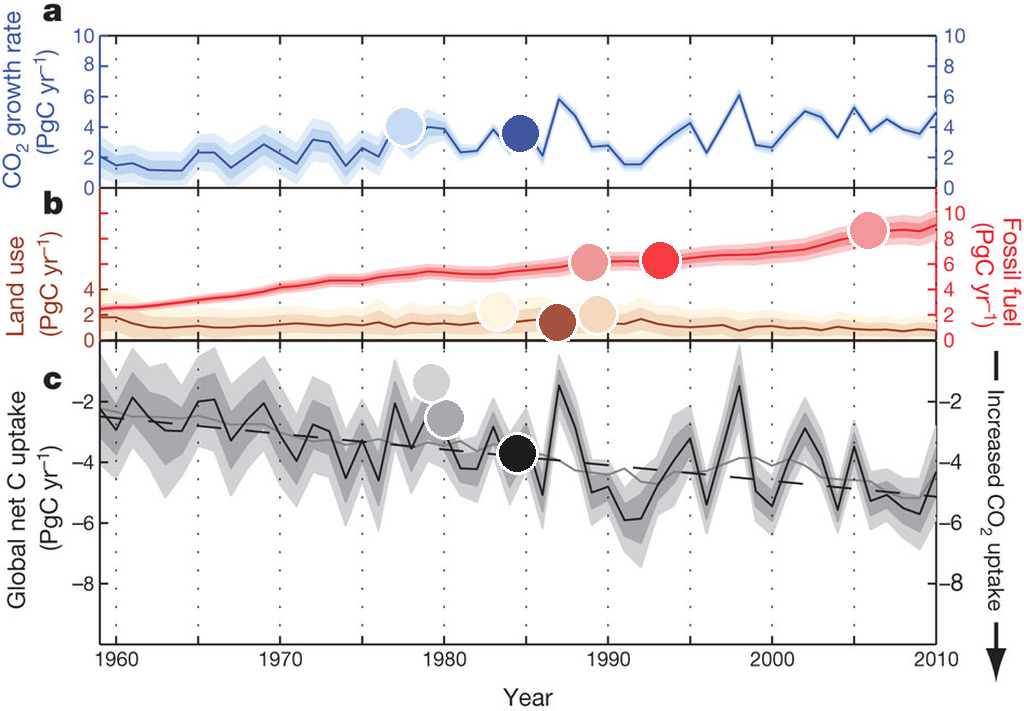 a
CO₂ growth rate
(PgC yr⁻¹)
10
8
6
4
2
0
10
8
6
4
2
0
b
Land use
(PgC yr⁻¹)
4
2
0
10
8
6
4
2
0
Fossil fuel
(PgC yr⁻¹)
c
Global net C uptake
(PgC yr⁻¹)
–2
–4
–6
–8
–2
–4
–6
–8
Increased CO₂ uptake
1960
1970
1980
1990
2000
2010
Year